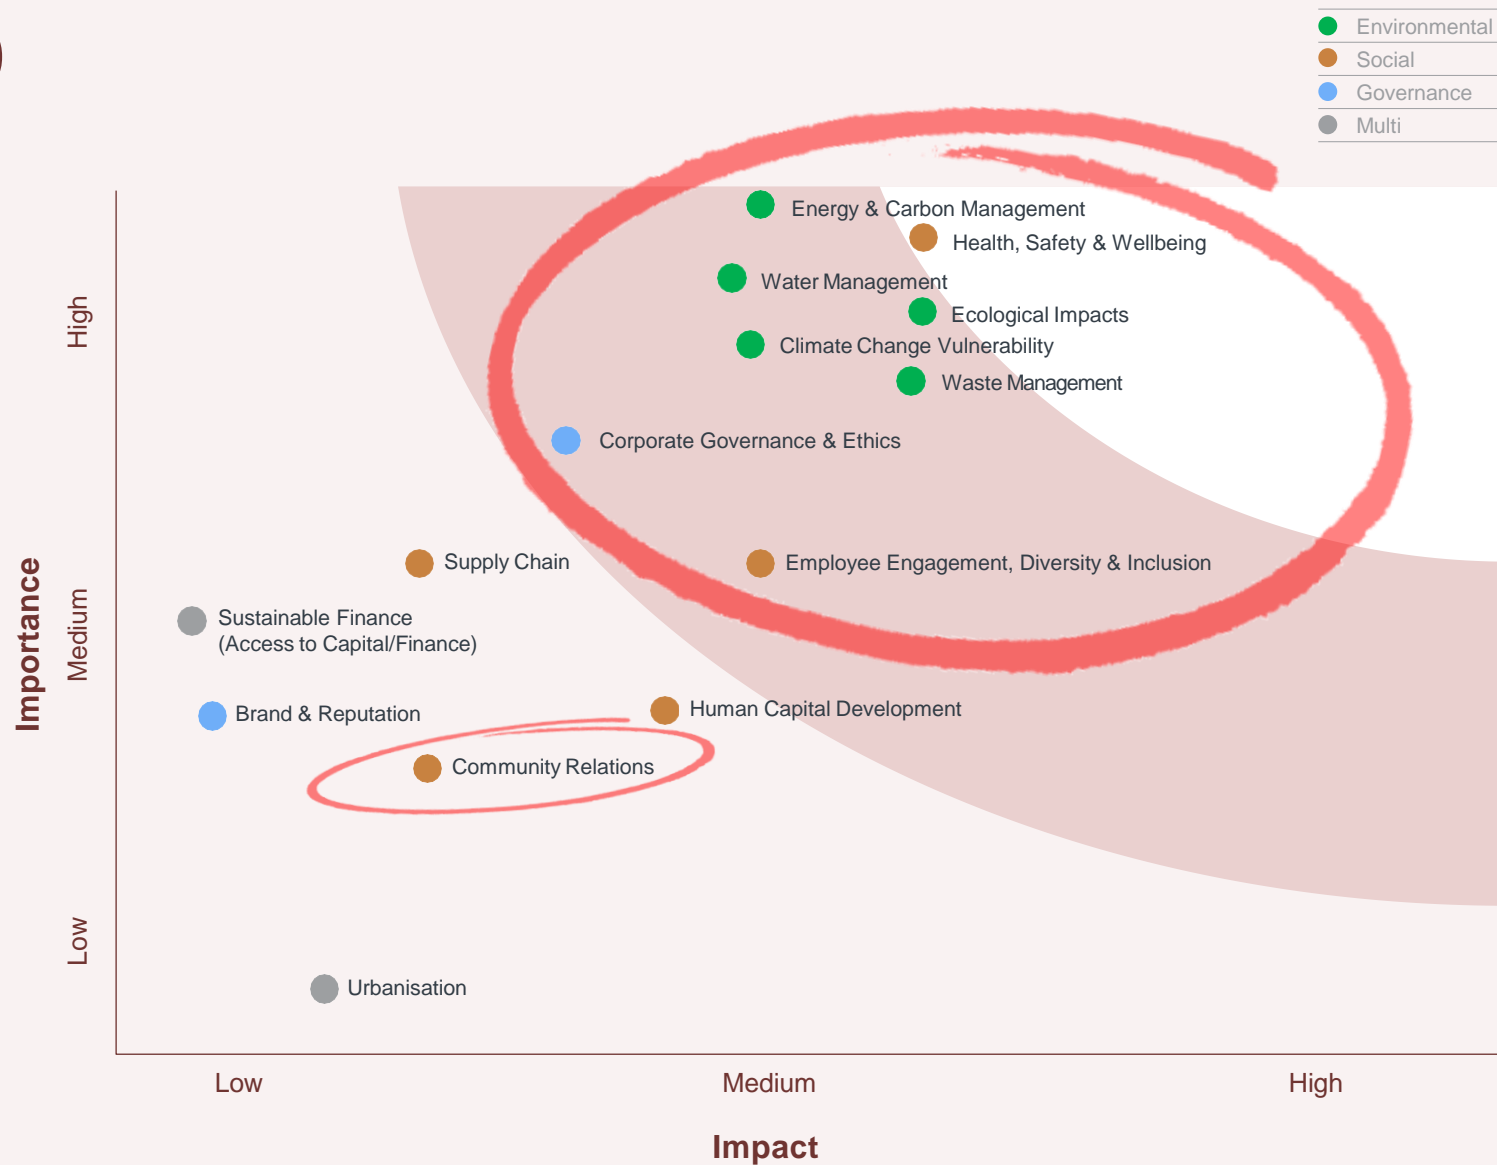 Environmental
Social
Governance
Multi
Energy & Carbon Management
Health, Safety & Wellbeing
Water Management
Ecological Impacts
Climate Change Vulnerability
Waste Management
Corporate Governance & Ethics
Supply Chain
Employee Engagement, Diversity & Inclusion
Sustainable Finance
(Access to Capital/Finance)
Brand & Reputation
Human Capital Development
Community Relations
Urbanisation
Importance
High
Medium
Low
Low
Medium
High
Impact